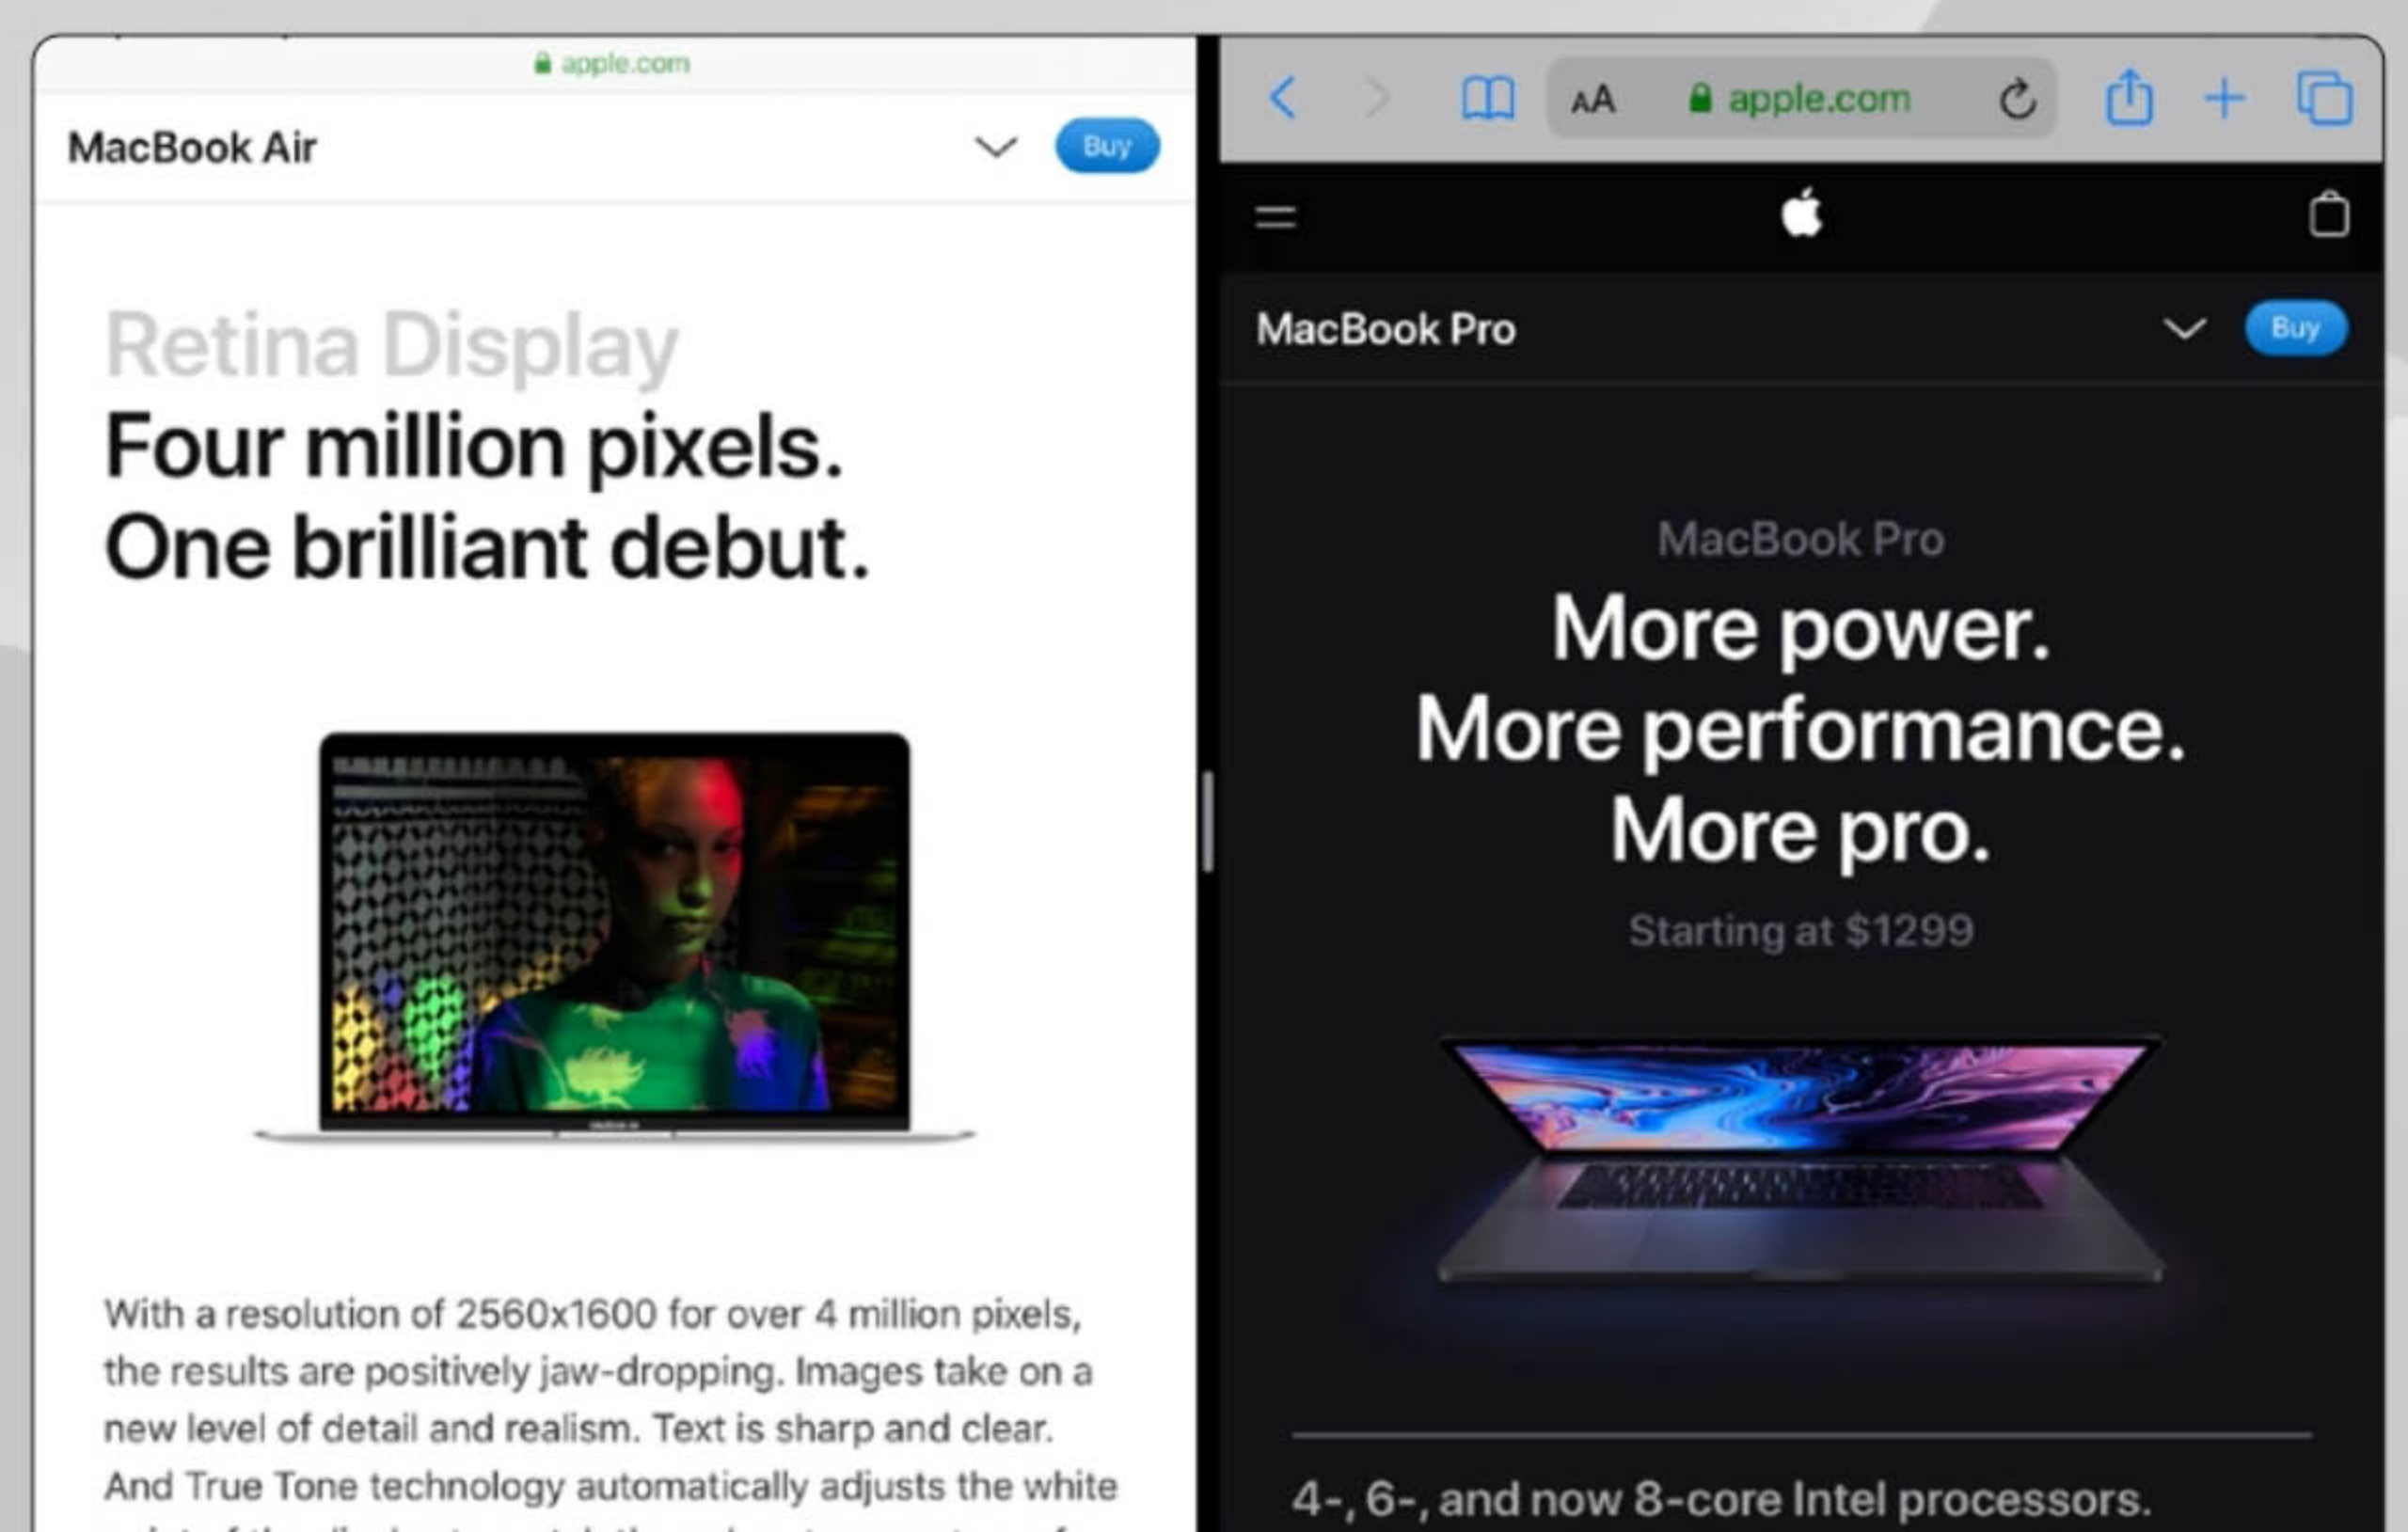 apple.com
MacBook Air
Buy
Retina Display
Four million pixels.
One brilliant debut.
With a resolution of 2560x1600 for over 4 million pixels,
the results are positively jaw-dropping. Images take on a
new level of detail and realism. Text is sharp and clear.
And True Tone technology automatically adjusts the white
AA
apple.com
MacBook Pro
Buy
MacBook Pro
More power.
More performance.
More pro.
Starting at $1299
4-, 6-, and now 8-core Intel processors.